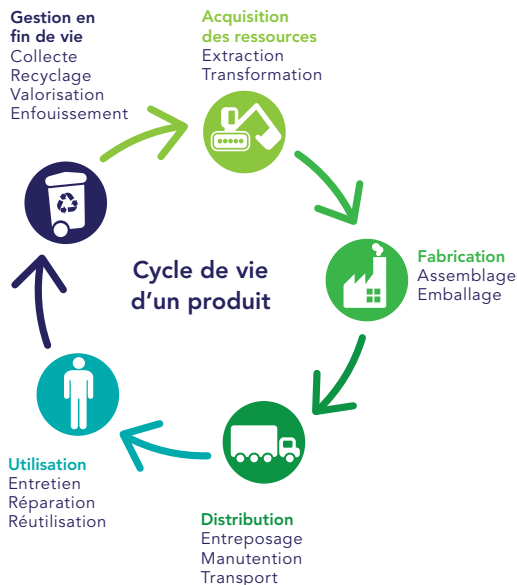 Gestion en
fin de vie
Collecte
Recyclage
Valorisation
Enfouissement
Acquisition
des ressources
Extraction
Transformation
Cycle de vie
d'un produit
Fabrication
Assemblage
Emballage
Utilisation
Entretien
Réparation
Réutilisation
Distribution
Entreposage
Manutention
Transport